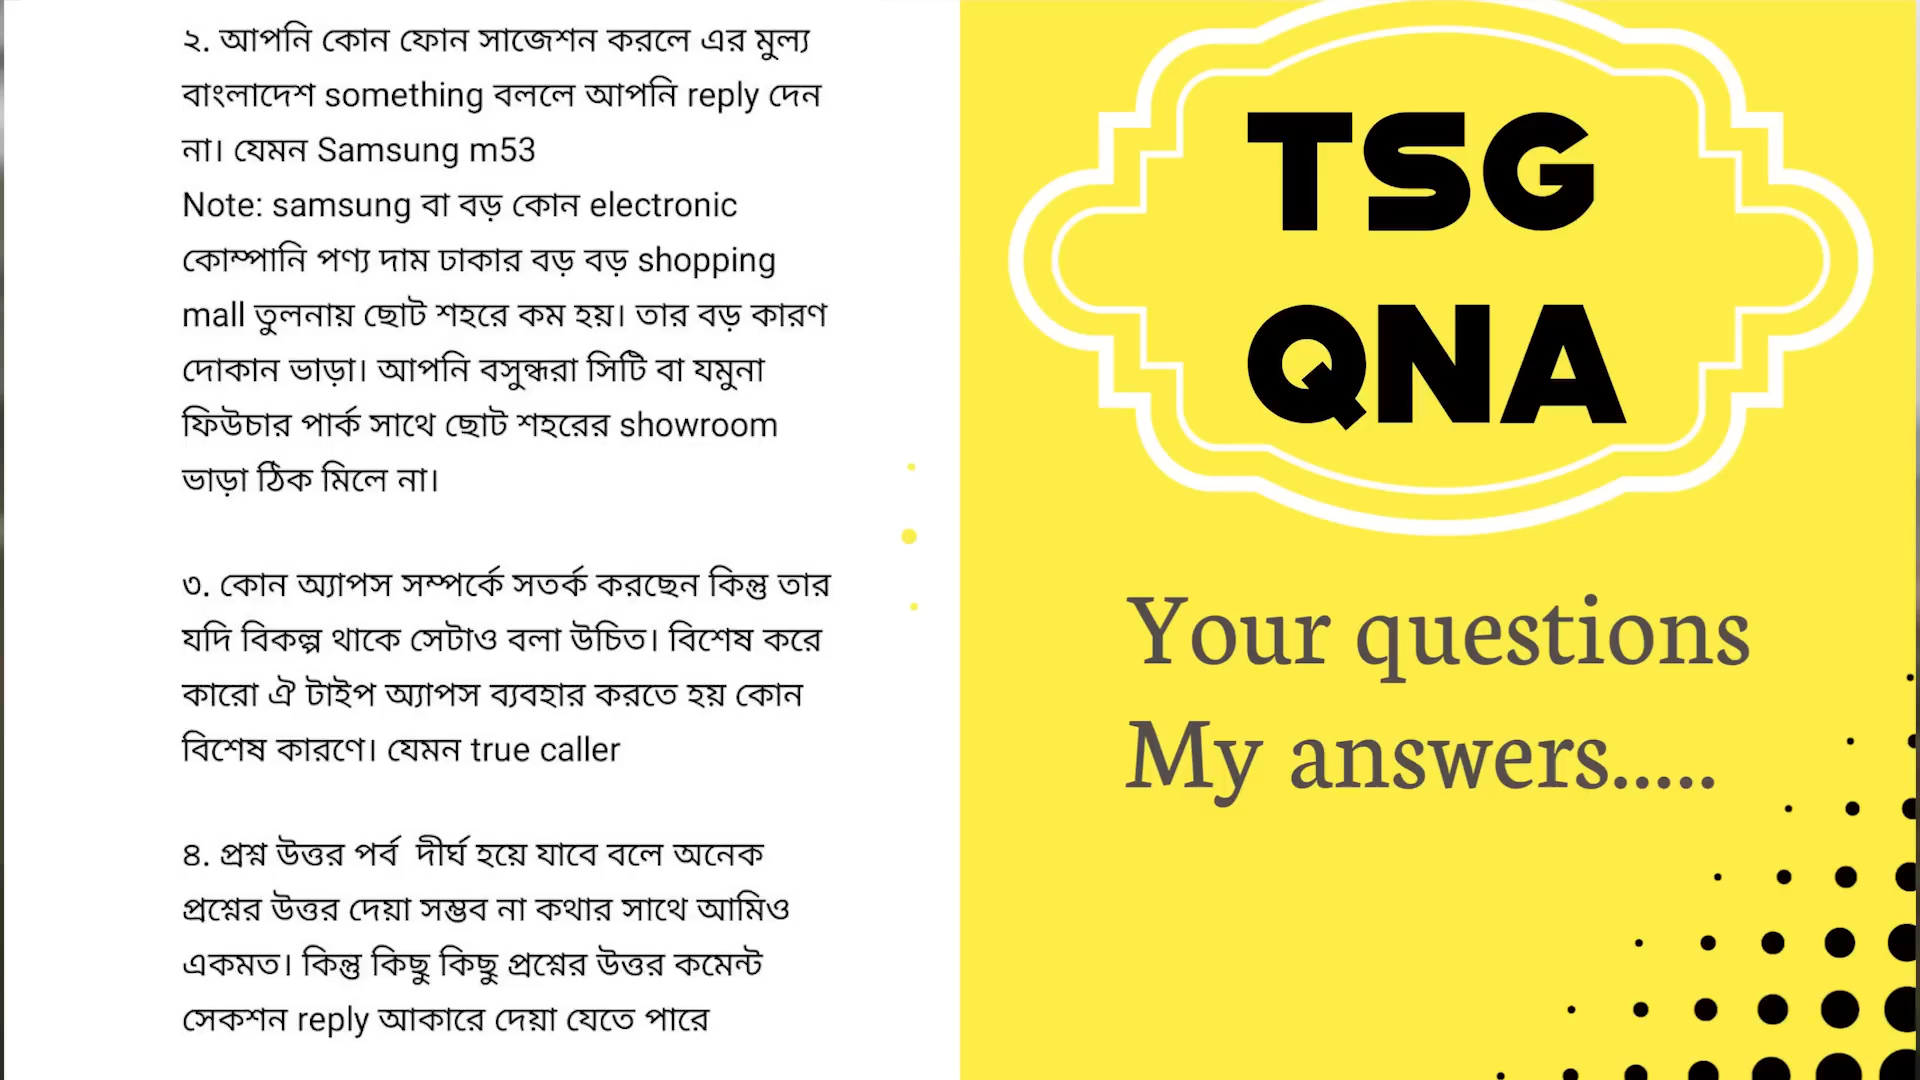 ২. আপনি কোন ফোন সাজেশন করলে এর মুল্য
বাংলাদেশ something বললে আপনি reply দেন
না। যেমন Samsung m53
Note: samsung বা বড় কোন electronic
কোম্পানি পণ্য দাম ঢাকার বড় বড় shopping
mall তুলনায় ছোট শহরে কম হয়। তার বড় কারণ
দোকান ভাড়া। আপনি বসুন্ধরা সিটি বা যমুনা
ফিউচার পার্ক সাথে ছোট শহরের showroom
ভাড়া ঠিক মিলে না।
৩. কোন অ্যাপস সম্পর্কে সতর্ক করছেন কিন্তু তার
যদি বিকল্প থাকে সেটাও বলা উচিত। বিশেষ করে
কারো ঐ টাইপ অ্যাপস ব্যবহার করতে হয় কোন
বিশেষ কারণে। যেমন true caller
৪. প্রশ্ন উত্তর পর্ব দীর্ঘ হয়ে যাবে বলে অনেক
প্রশ্নের উত্তর দেয়া সম্ভব না কথার সাথে আমিও
একমত। কিন্তু কিছু কিছু প্রশ্নের উত্তর কমেন্ট
সেকশন reply আকারে দেয়া যেতে পারে
TSG
QNA
Your questions
My answers.....